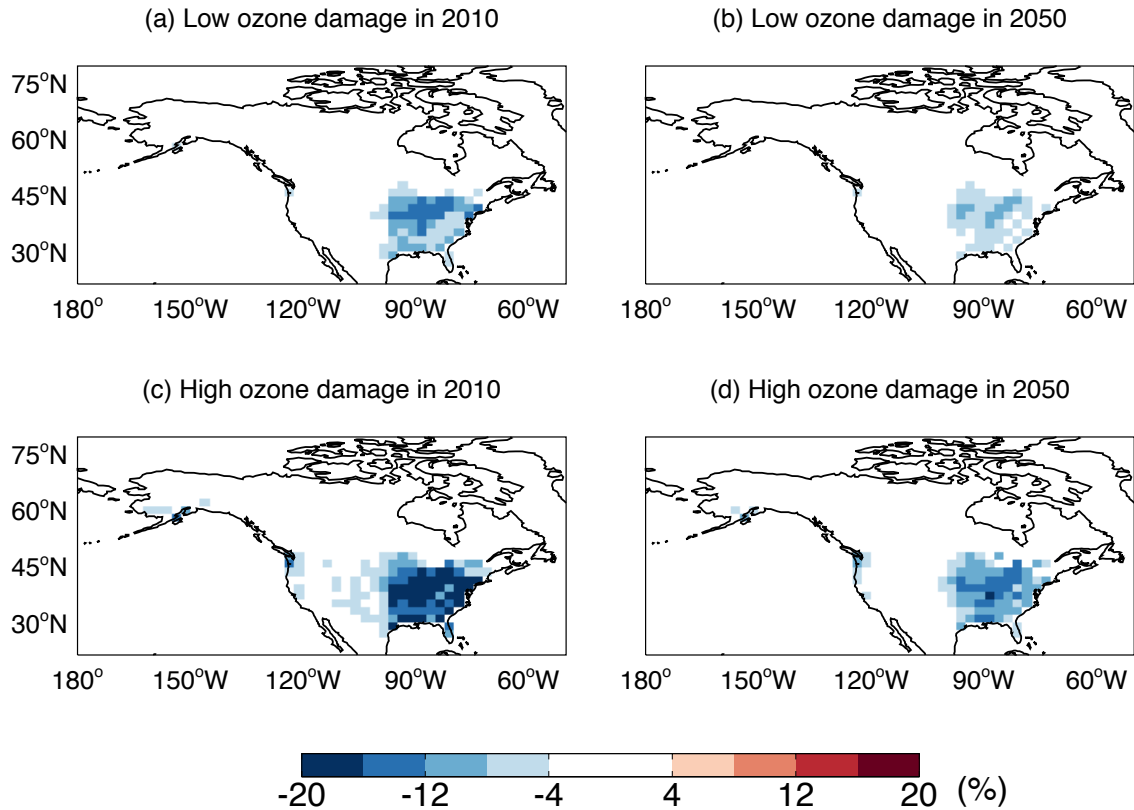 (a) Low ozone damage in 2010
(b) Low ozone damage in 2050
75°N
60°N
45°N
30°N
180° 150°W 120°W 90°W 60°W
180° 150°W 120°W 90°W 60°W
(c) High ozone damage in 2010
(d) High ozone damage in 2050
75°N
60°N
45°N
30°N
180° 150°W 120°W 90°W 60°W
180° 150°W 120°W 90°W 60°W
-20 -12 -4 4 12 20 (%)